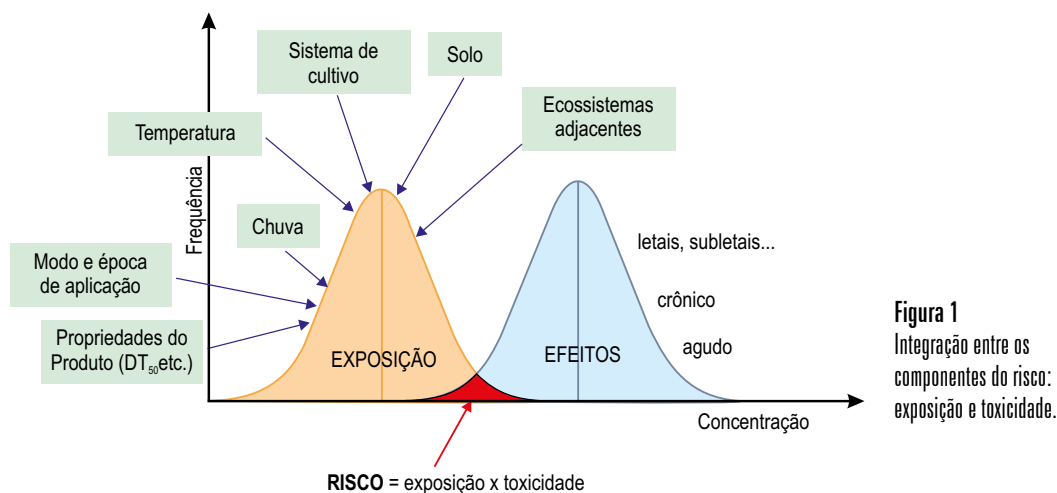 Sistema de
cultivo
Solo
Ecossistemas
adjacentes
Temperatura
Frequência
Chuva
letais, subletais...
Modo e época
de aplicação
crônico
Propriedades do
Produto (DT₅₀etc.)
EXPOSIÇÃO
EFEITOS
agudo
Concentração
RISCO = exposição x toxicidade
Figura 1
Integração entre os
componentes do risco:
exposição e toxicidade.